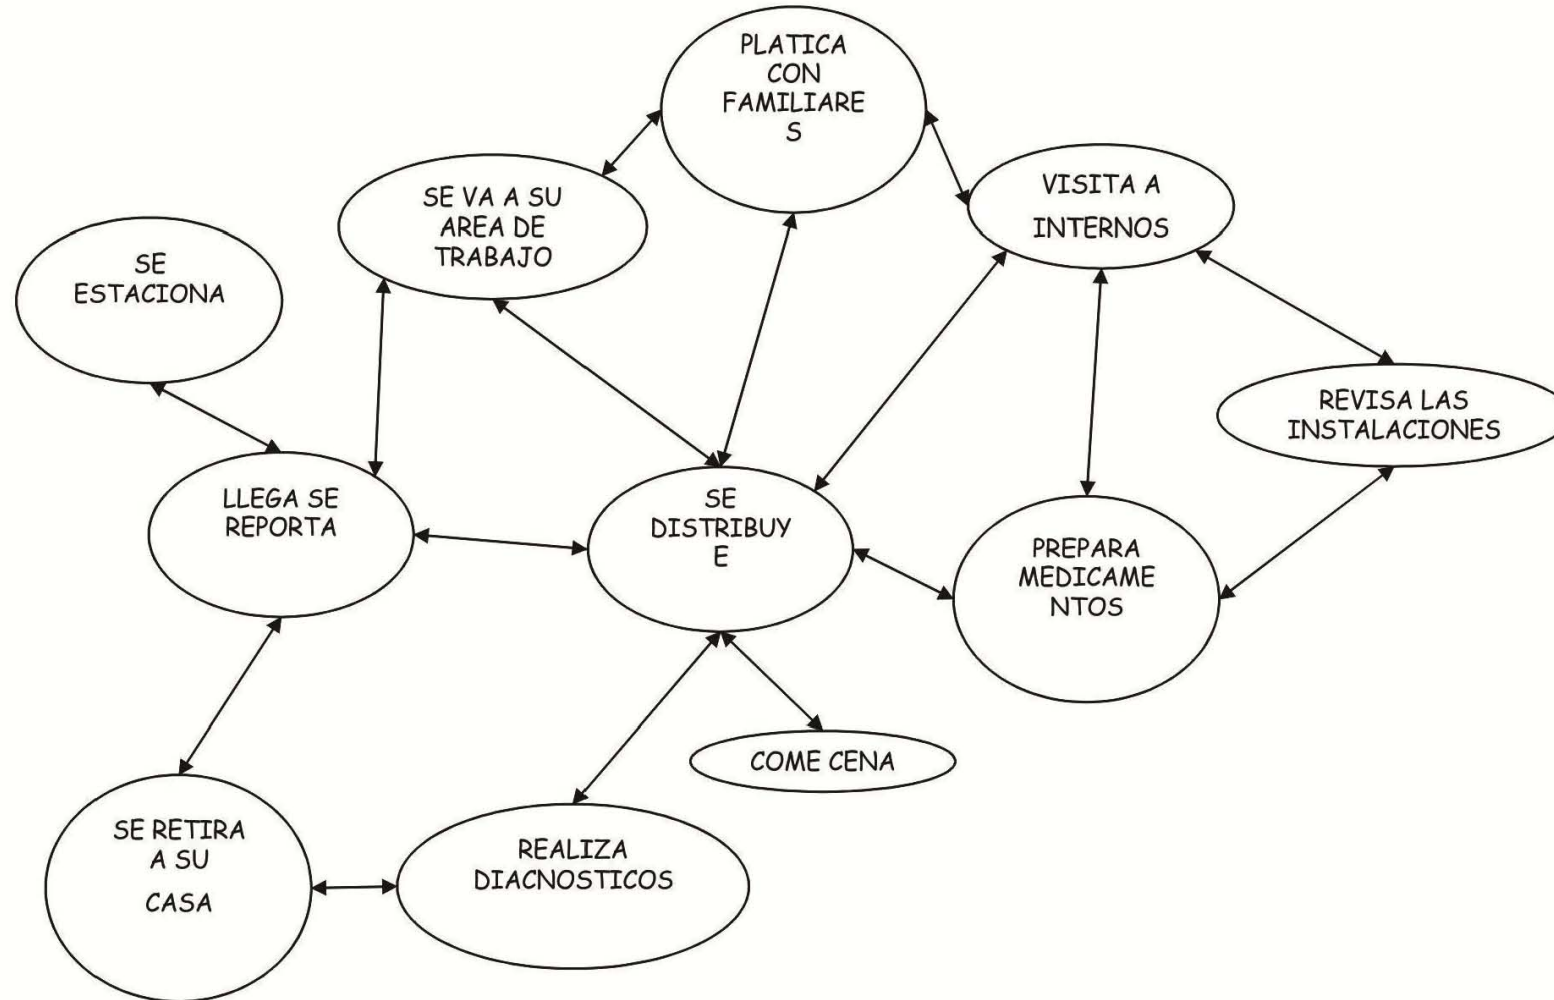 PLATICA
CON
FAMILIARE
S
SE VA A SU
AREA DE
TRABAJO
VISITA A
INTERNOS
SE
ESTACIONA
REVISA LAS
INSTALACIONES
LLEGA SE
REPORTA
SE
DISTRIBUY
E
PREPARA
MEDICAME
NTOS
COME CENA
SE RETIRA
A SU
CASA
REALIZA
DIACNOSTICOS